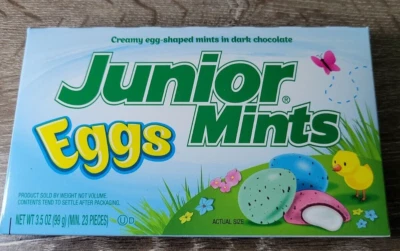 Creamy egg-shaped mints in dark chocolate
Junior
Mints®
Eggs
PRODUCT SOLD BY WEIGHT NOT VOLUME
CONTENTS TEND TO SETTLE AFTER PACKAGING.
NET WT 3.5 OZ (99 g) (MIN. 23 PIECES)
U D
ACTUAL SIZE